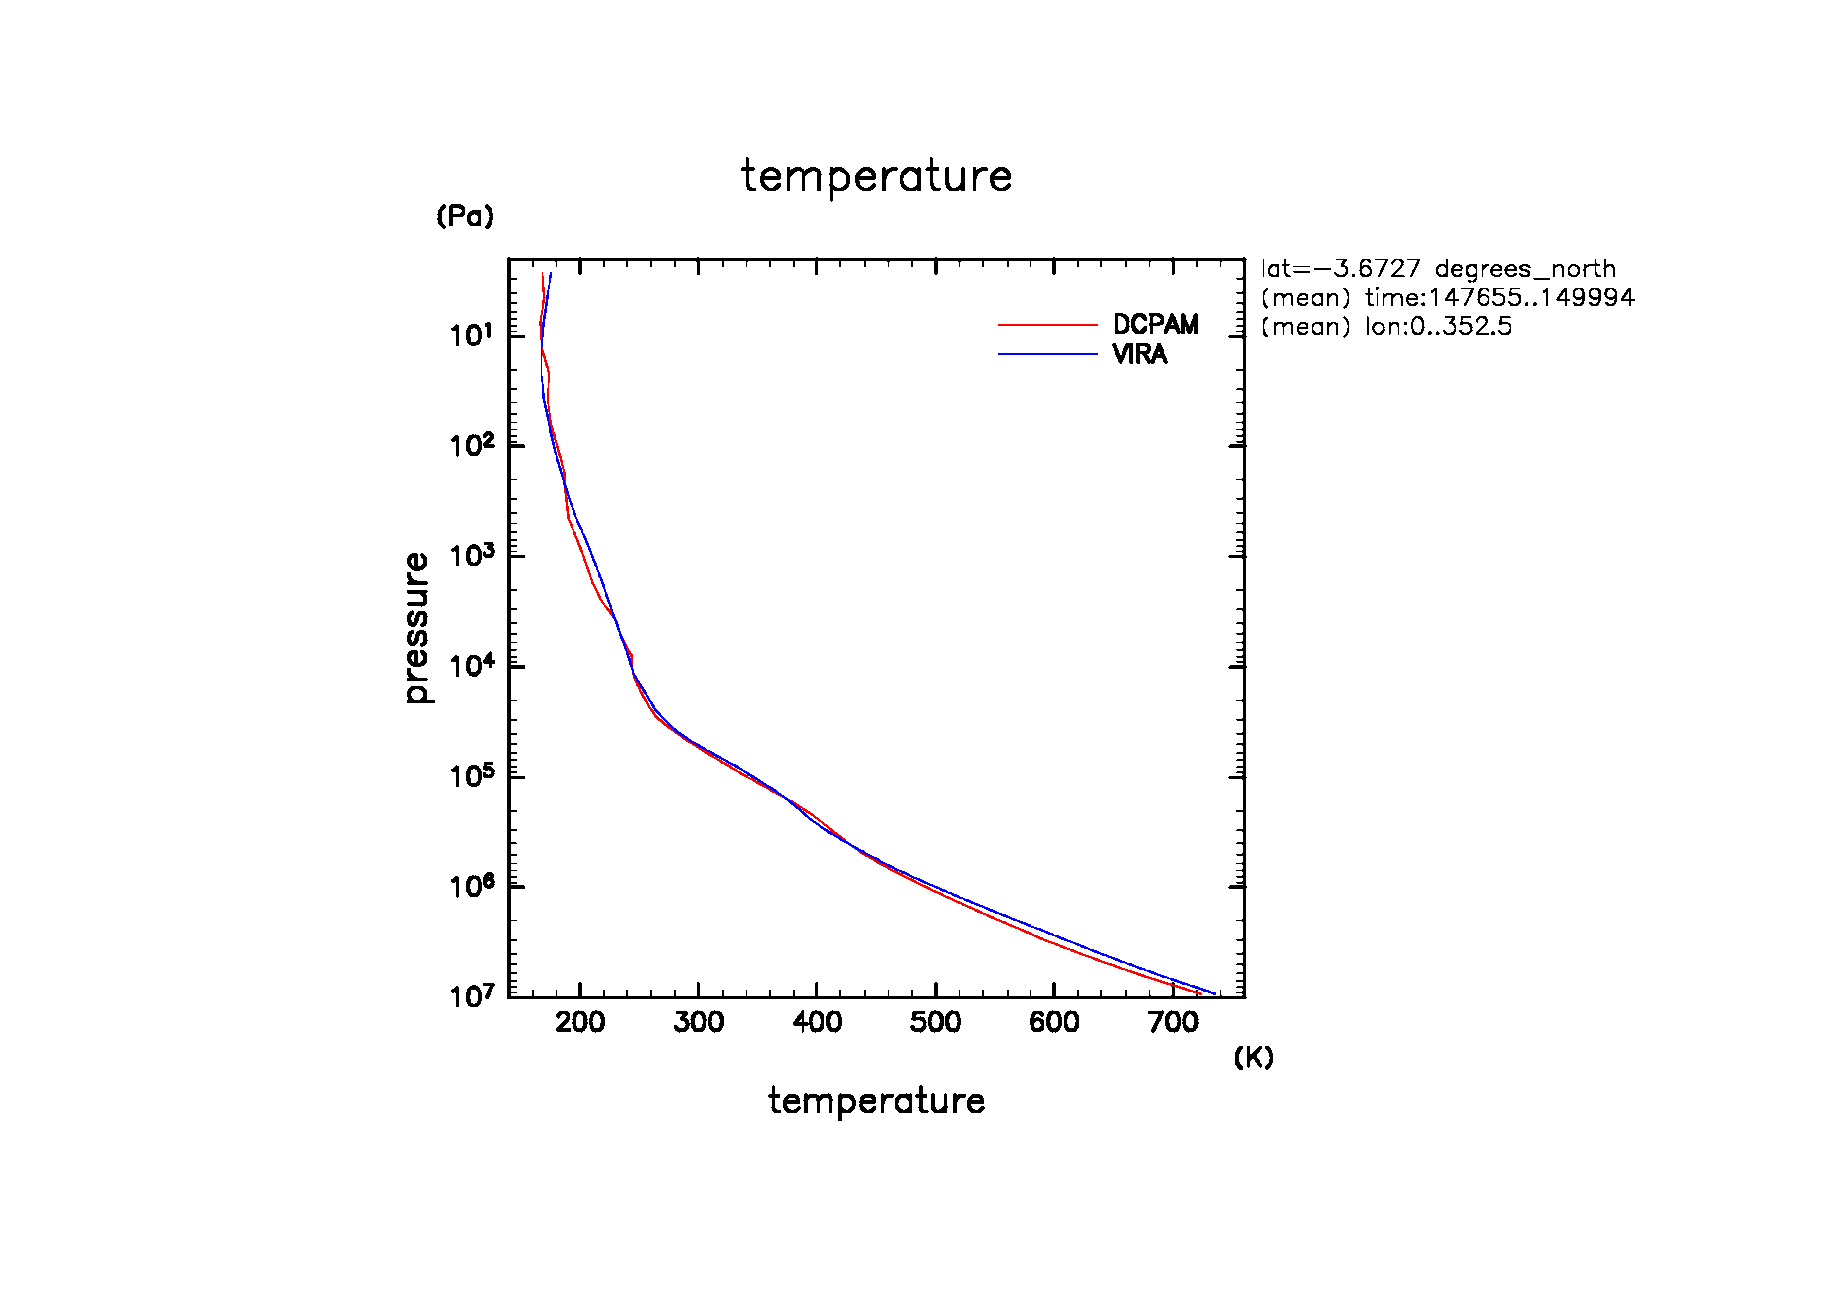 temperature
(Pa)
lat=−3.6727 degrees_north
(mean) time:147655..149994
(mean) lon:0..352.5
DCPAM
VIRA
10¹
10²
10³
10⁴
10⁵
10⁶
10⁷
pressure
200 300 400 500 600 700
(K)
temperature